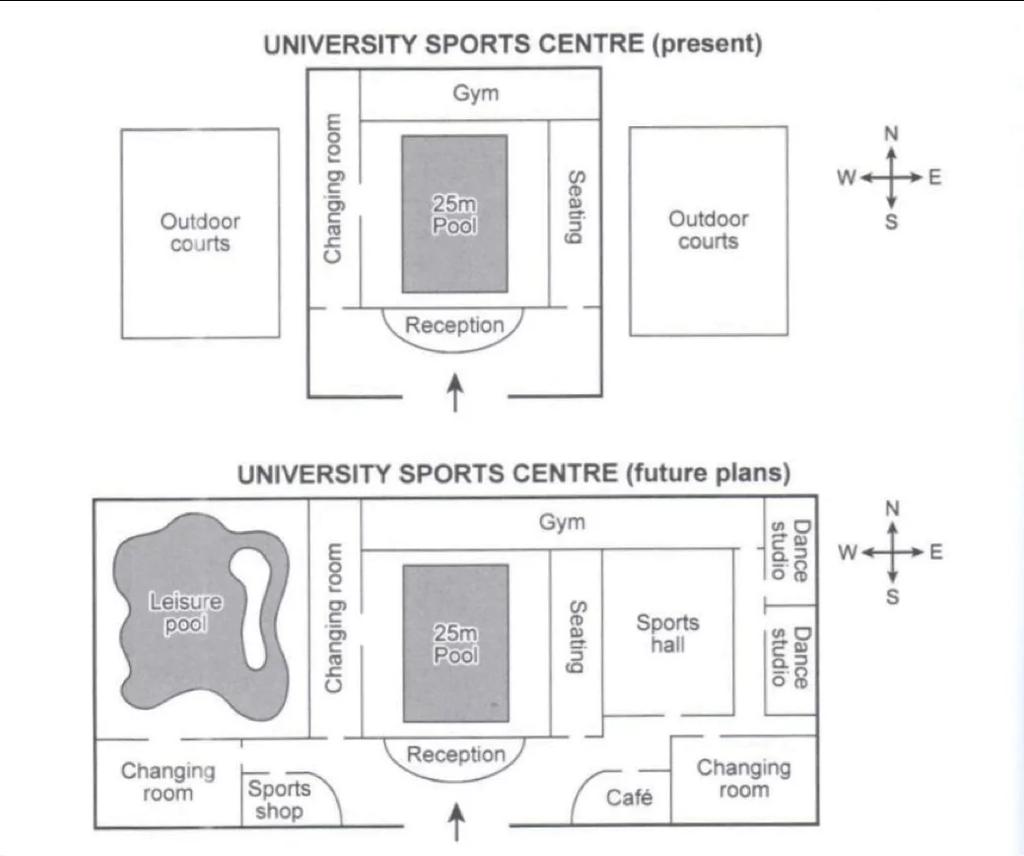 UNIVERSITY SPORTS CENTRE (present)
Gym
Changing room
Outdoor
courts
25m
Pool
Seating
Outdoor
courts
Reception
N
W E
S
UNIVERSITY SPORTS CENTRE (future plans)
Gym
Dance
studio
Changing room
Leisure
pool
25m
Pool
Seating
Sports
hall
Dance
studio
Reception
Changing
room
Sports
shop
Café
Changing
room
N
W E
S